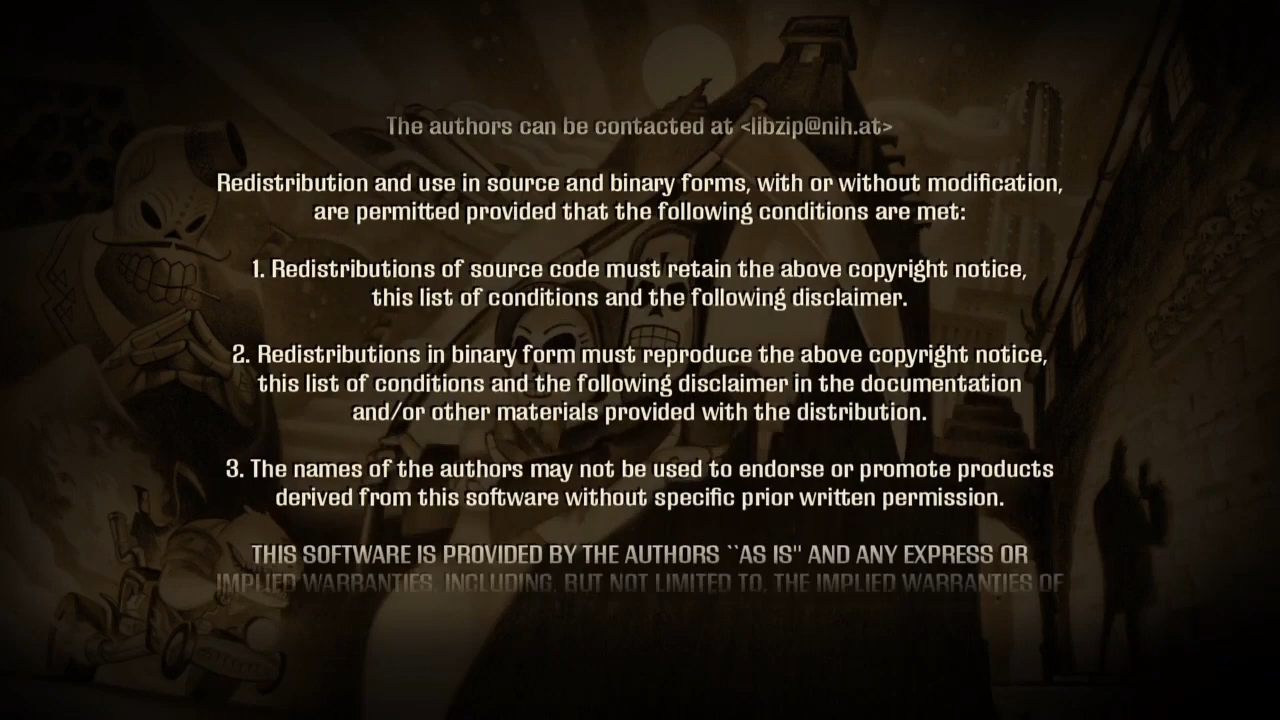 The authors can be contacted at <libzip@nih.at>
Redistribution and use in source and binary forms, with or without modification,
are permitted provided that the following conditions are met:
1. Redistributions of source code must retain the above copyright notice,
this list of conditions and the following disclaimer.
2. Redistributions in binary form must reproduce the above copyright notice,
this list of conditions and the following disclaimer in the documentation
and/or other materials provided with the distribution.
3. The names of the authors may not be used to endorse or promote products
derived from this software without specific prior written permission.
THIS SOFTWARE IS PROVIDED BY THE AUTHORS ``AS IS'' AND ANY EXPRESS OR
IMPLIED WARRANTIES, INCLUDING, BUT NOT LIMITED TO, THE IMPLIED WARRANTIES OF